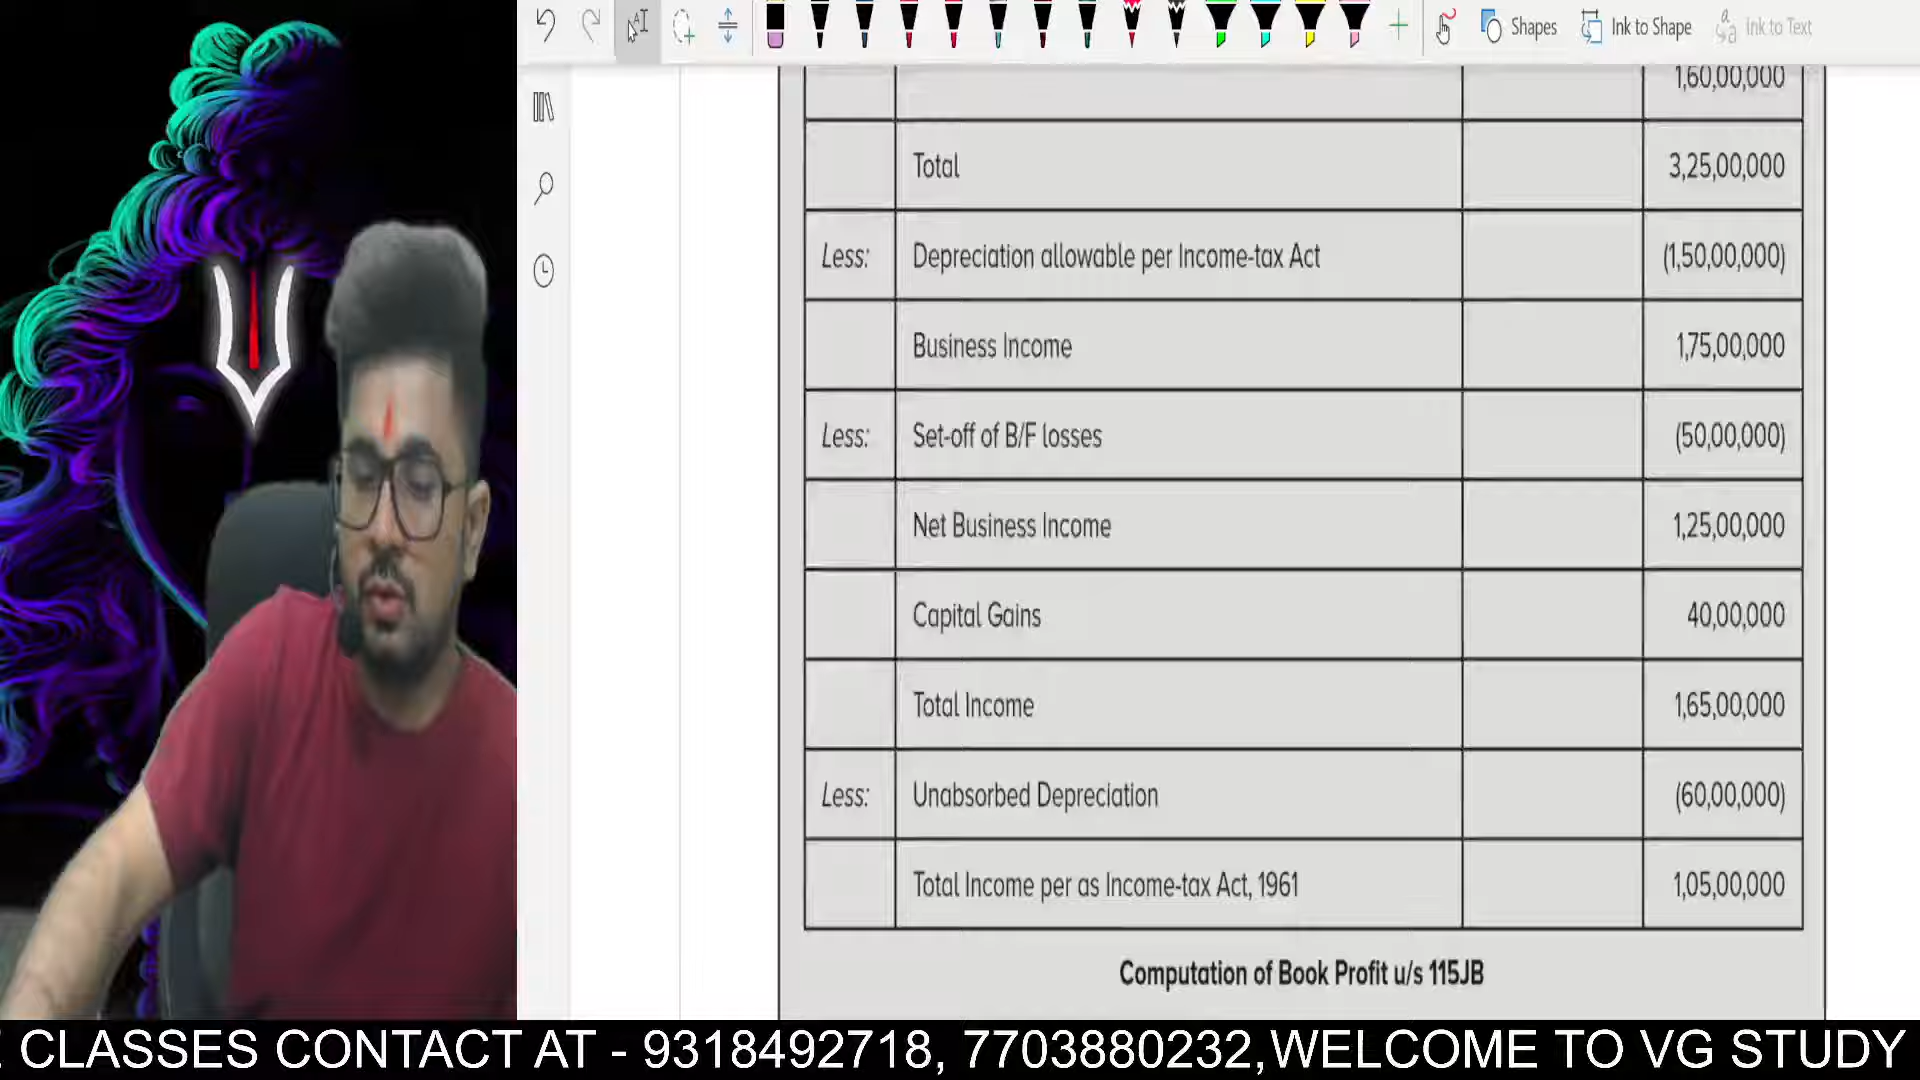 Shapes
Ink to Shape
Ink to Text
1,60,00,000
Total 3,25,00,000
Less: Depreciation allowable per Income-tax Act (1,50,00,000)
Business Income 1,75,00,000
Less: Set-off of B/F losses (50,00,000)
Net Business Income 1,25,00,000
Capital Gains 40,00,000
Total Income 1,65,00,000
Less: Unabsorbed Depreciation (60,00,000)
Total Income per as Income-tax Act, 1961 1,05,00,000
Computation of Book Profit u/s 115JB
CLASSES CONTACT AT - 9318492718, 7703880232,WELCOME TO VG STUDY